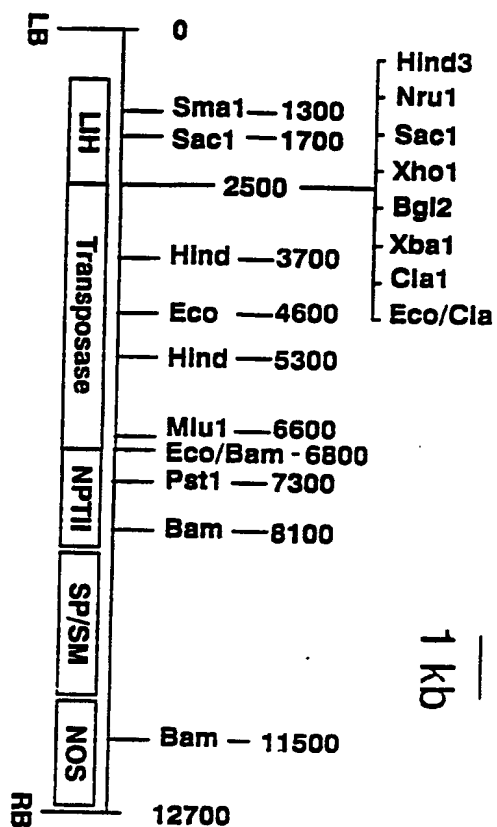 LB
0
Hind3
Nru1
Sac1
Xho1
Bgl2
Xba1
Cla1
Eco/Cla
LIH
Sma1 — 1300
Sac1 — 1700
2500
Transposase
Hind — 3700
Eco — 4600
Hind — 5300
Mlu1 — 6600
Eco/Bam - 6800
NPTII
Pst1 — 7300
Bam — 8100
SP/SM
1 kb
NOS
Bam — 11500
RB
12700